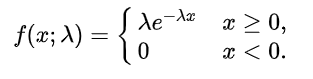 f(x; λ) = { λe^{-λx} x ≥ 0,
0 x < 0.